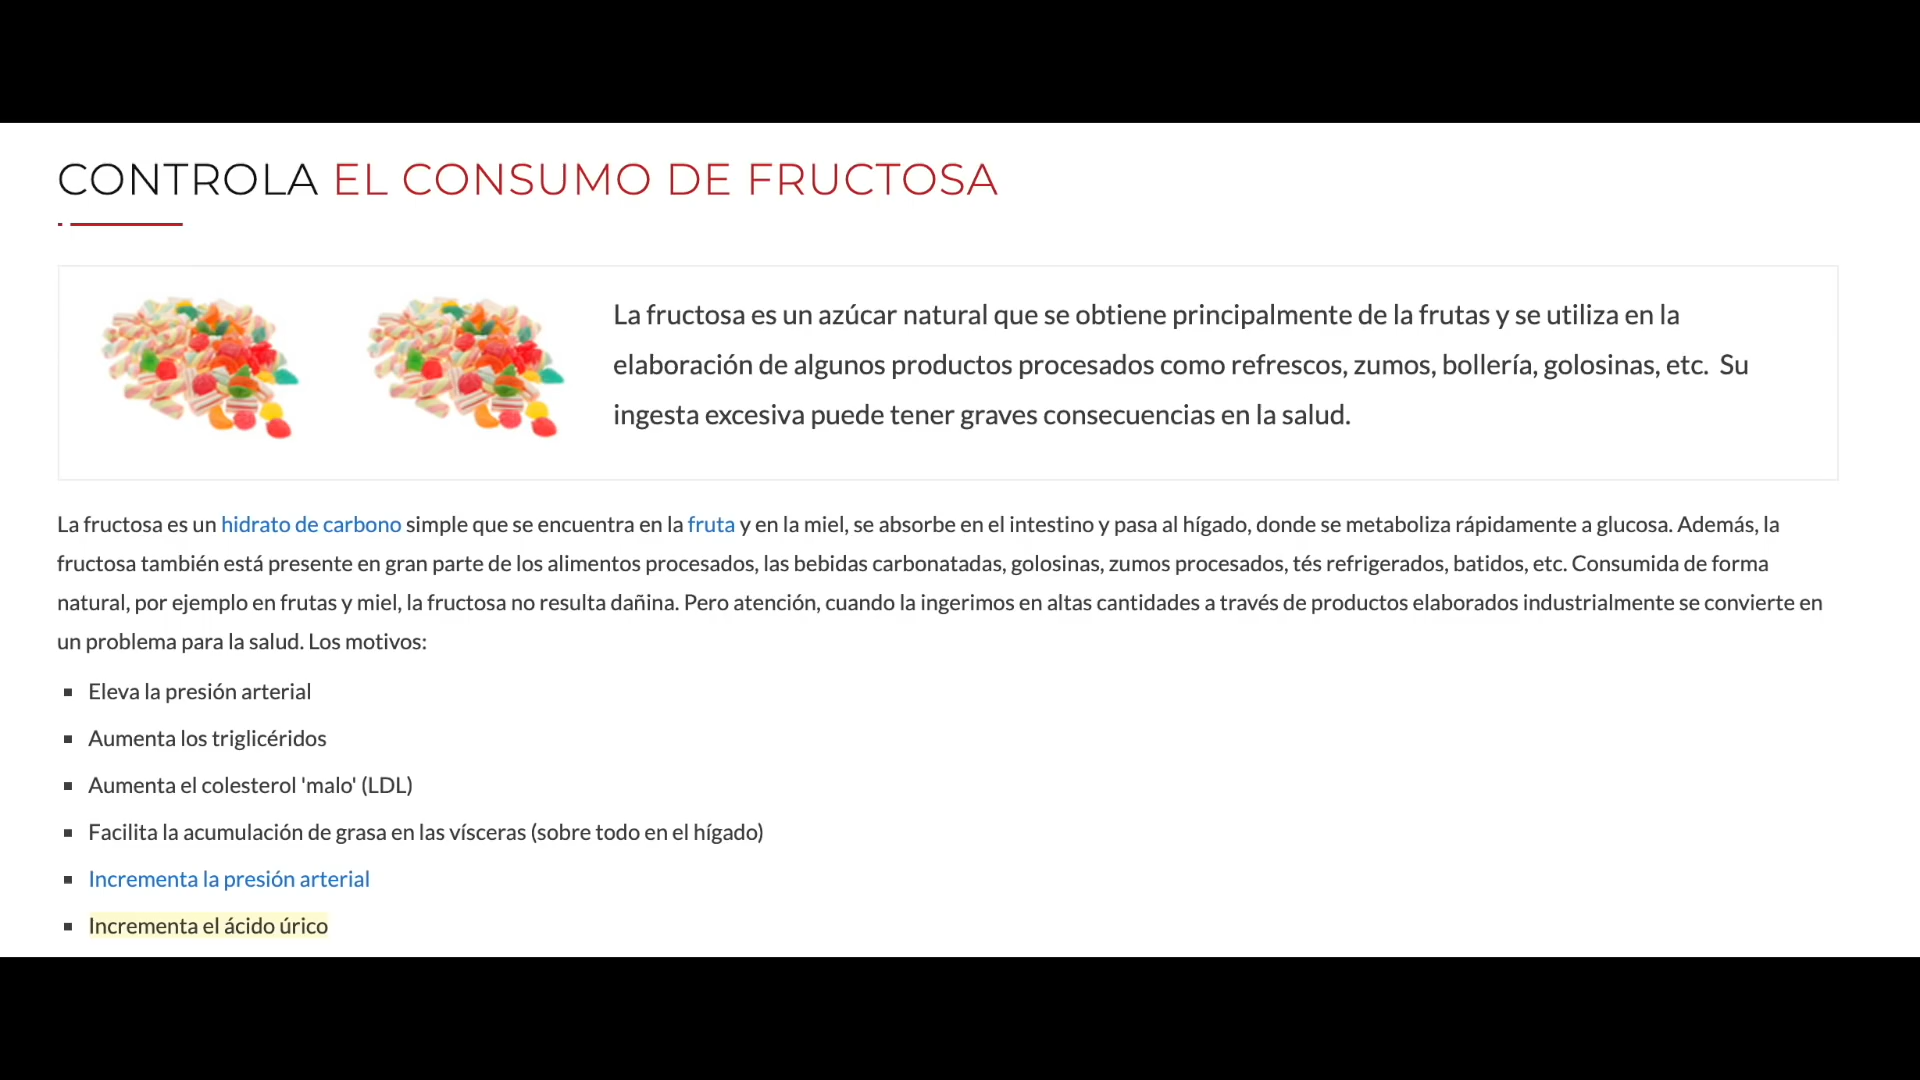 CONTROLA EL CONSUMO DE FRUCTOSA
La fructosa es un azúcar natural que se obtiene principalmente de la frutas y se utiliza en la
elaboración de algunos productos procesados como refrescos, zumos, bollería, golosinas, etc. Su
ingesta excesiva puede tener graves consecuencias en la salud.
La fructosa es un hidrato de carbono simple que se encuentra en la fruta y en la miel, se absorbe en el intestino y pasa al hígado, donde se metaboliza rápidamente a glucosa. Además, la
fructosa también está presente en gran parte de los alimentos procesados, las bebidas carbonatadas, golosinas, zumos procesados, tés refrigerados, batidos, etc. Consumida de forma
natural, por ejemplo en frutas y miel, la fructosa no resulta dañina. Pero atención, cuando la ingerimos en altas cantidades a través de productos elaborados industrialmente se convierte en
un problema para la salud. Los motivos:
▪ Eleva la presión arterial
▪ Aumenta los triglicéridos
▪ Aumenta el colesterol 'malo' (LDL)
▪ Facilita la acumulación de grasa en las vísceras (sobre todo en el hígado)
▪ Incrementa la presión arterial
▪ Incrementa el ácido úrico